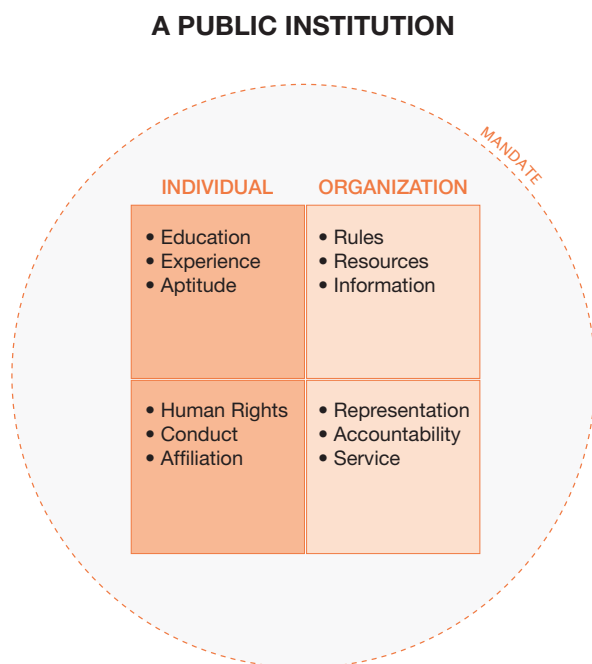 A PUBLIC INSTITUTION
MANDATE
INDIVIDUAL
ORGANIZATION
• Education
• Experience
• Aptitude
• Rules
• Resources
• Information
• Human Rights
• Conduct
• Affiliation
• Representation
• Accountability
• Service